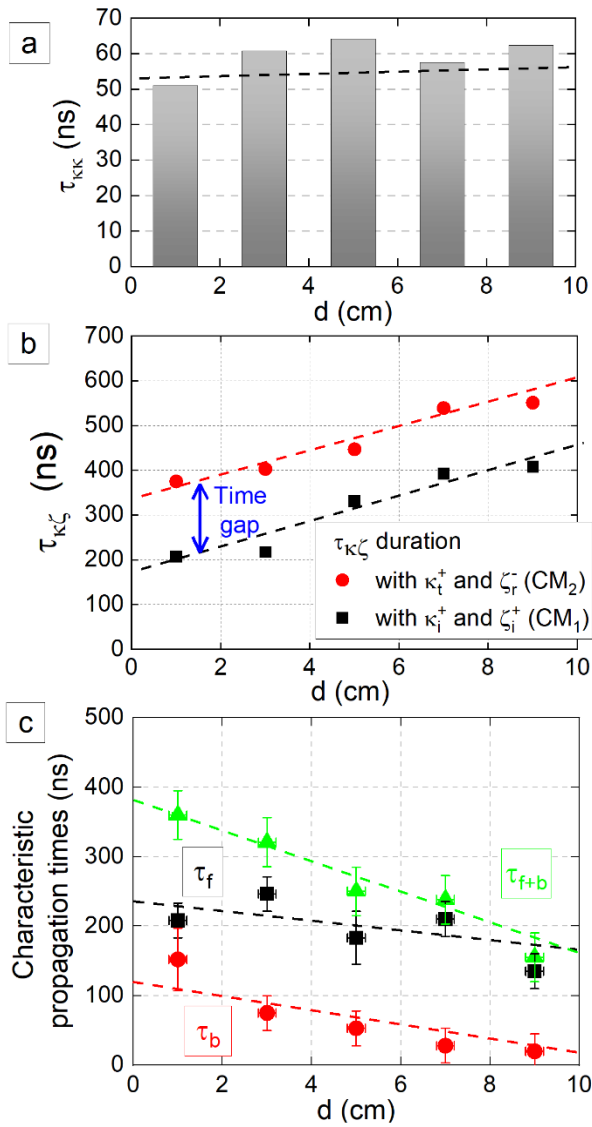 a
70
60
50
40
30
20
10
0
τκκ (ns)
0 2 4 6 8 10
d (cm)
b
700
600
500
400
300
200
100
0
τκζ (ns)
Time
gap
τκζ duration
with κt+ and ζr- (CM2)
with κi+ and ζi+ (CM1)
0 2 4 6 8 10
d (cm)
c
500
400
300
200
100
0
Characteristic
propagation times (ns)
τf
τf+b
τb
0 2 4 6 8 10
d (cm)